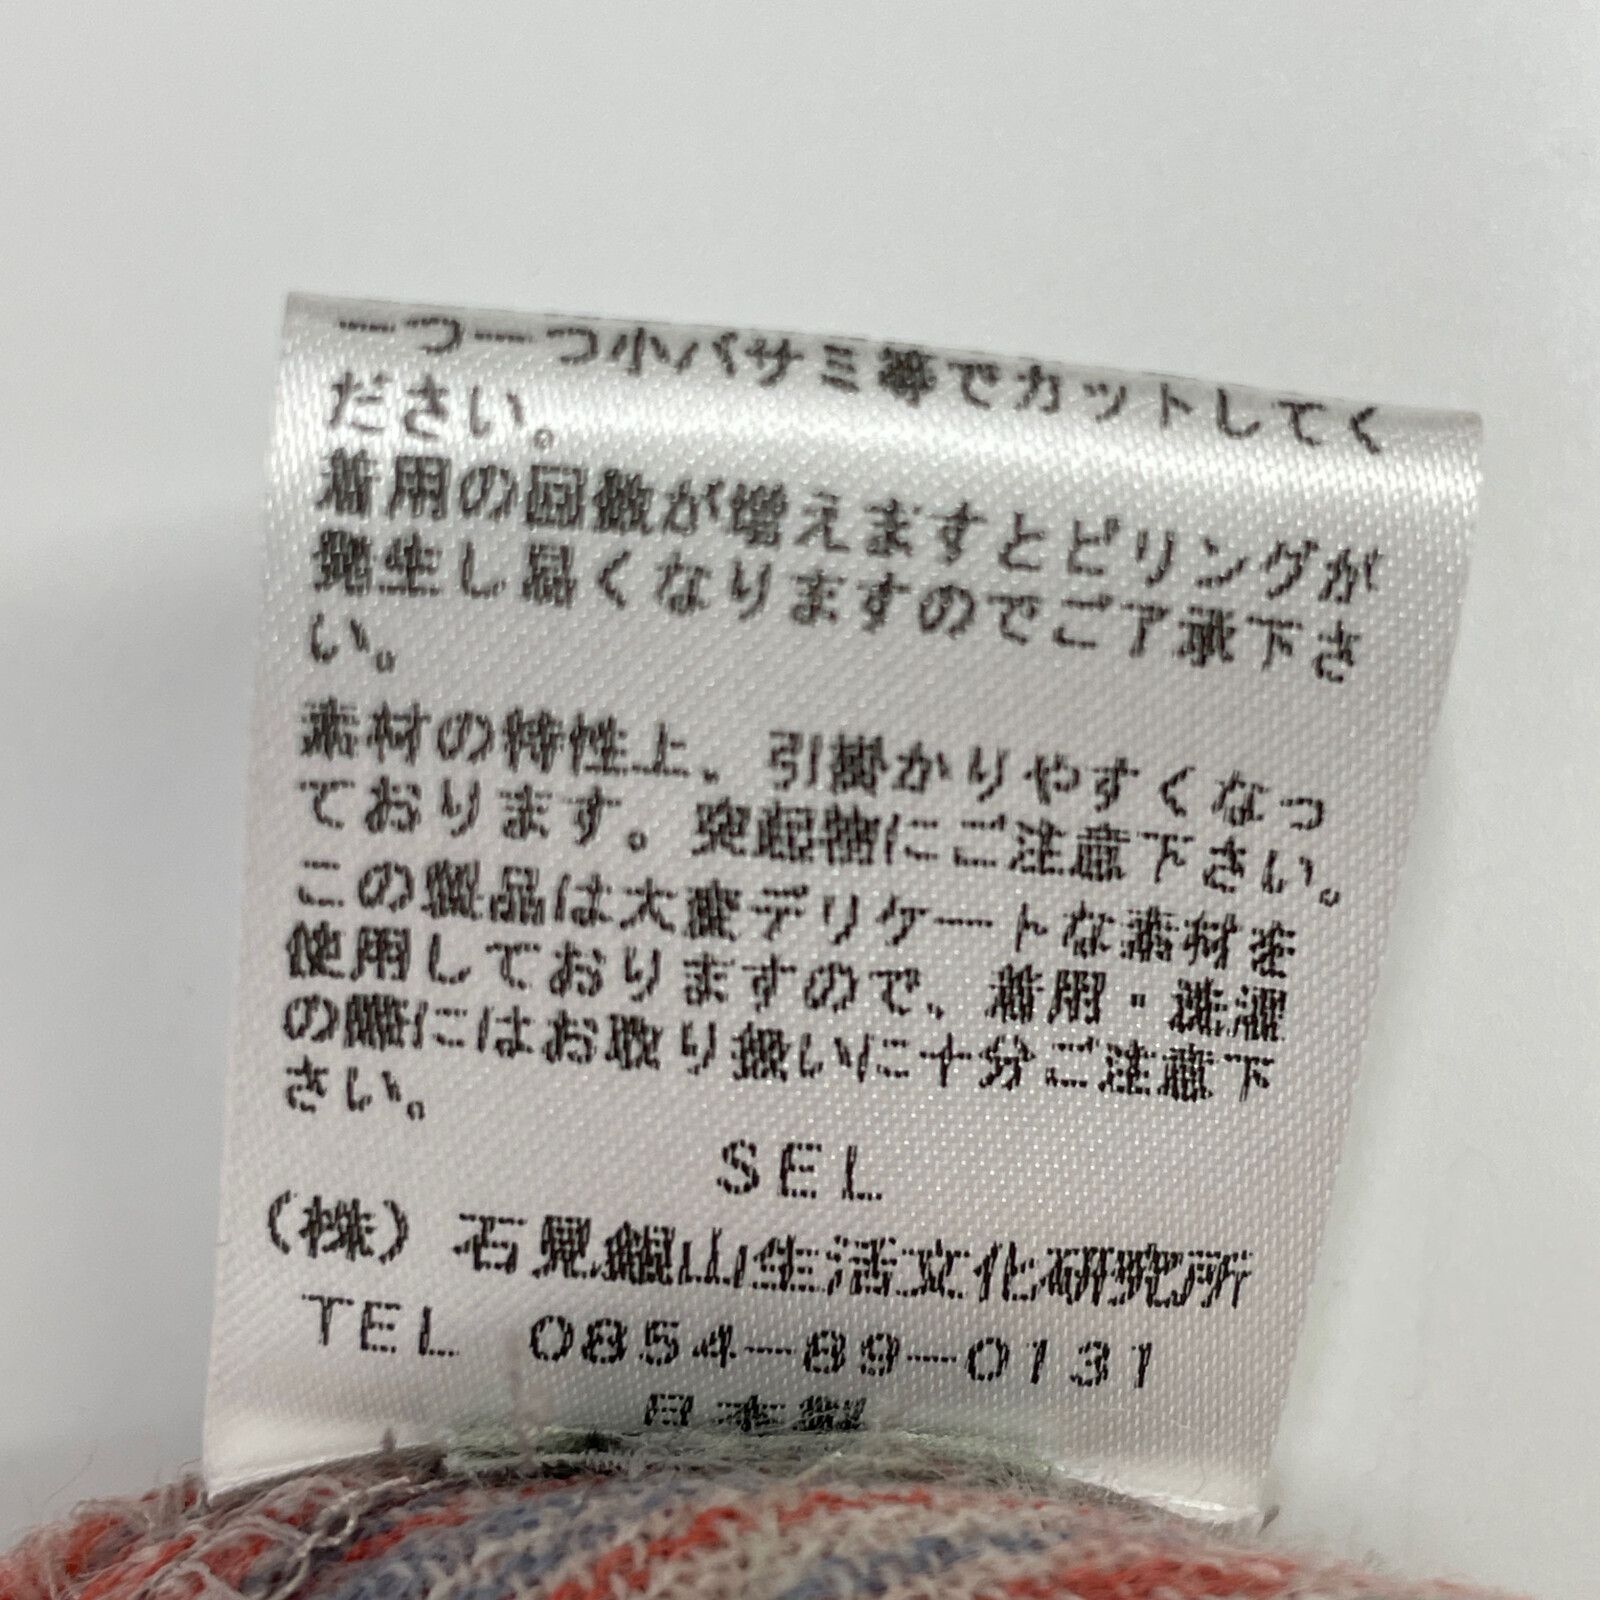 一つ一つ小バサミ等でカットしてく
ださい。
着用の回数が増えますとピリングが
発生し易くなりますのでご了承下さ
い。
素材の特性上、引掛かりやすくなっ
ております。突起物にご注意下さい。
この製品は大変デリケートな素材を
使用しておりますので、着用・洗濯
の際にはお取り扱いに十分ご注意下
さい。
SEL
(株)石見銀山生活文化研究所
TEL 0854-89-0131
日本製